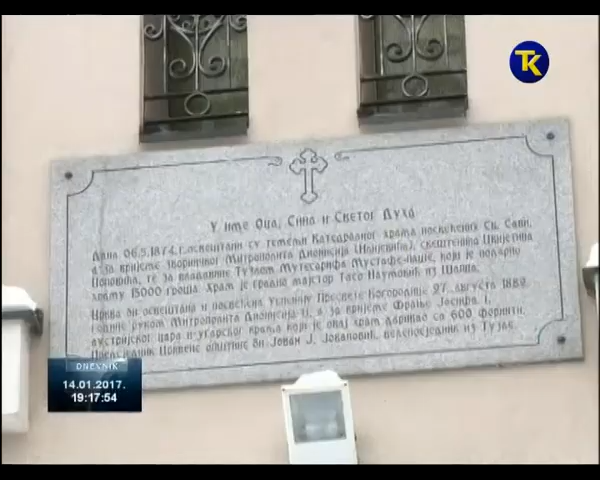 TK
У име Оца, Сина и Светог Духа
Дана 06.5.1874.г. освештани су темељи Катедралног храма посвећеног Св. Сави,
а за вријеме творичног Митрополита Дионисија (Илијевића), свештеника Цвијетина
Поповића, те за владавине Тузлом Мутесарифа Мустафе-паше, који је подарио
храму 15000 гроша. Храм је градио мајстор Тасо Наумовић из Шапца.
Црква би освештана и посвећена Успенију Пресвете Богородице 27. августа 1882.
године руком Митрополита Дионисија II, а за вријеме Фрање Јосифа I,
аустријског цара и угарског краља који је овај храм даривао са 600 форинти.
Предсједник Црквене општине би Јован Ј. Јовановић, велепосједник из Тузле.
DNEVNIK
14.01.2017.
19:17:54